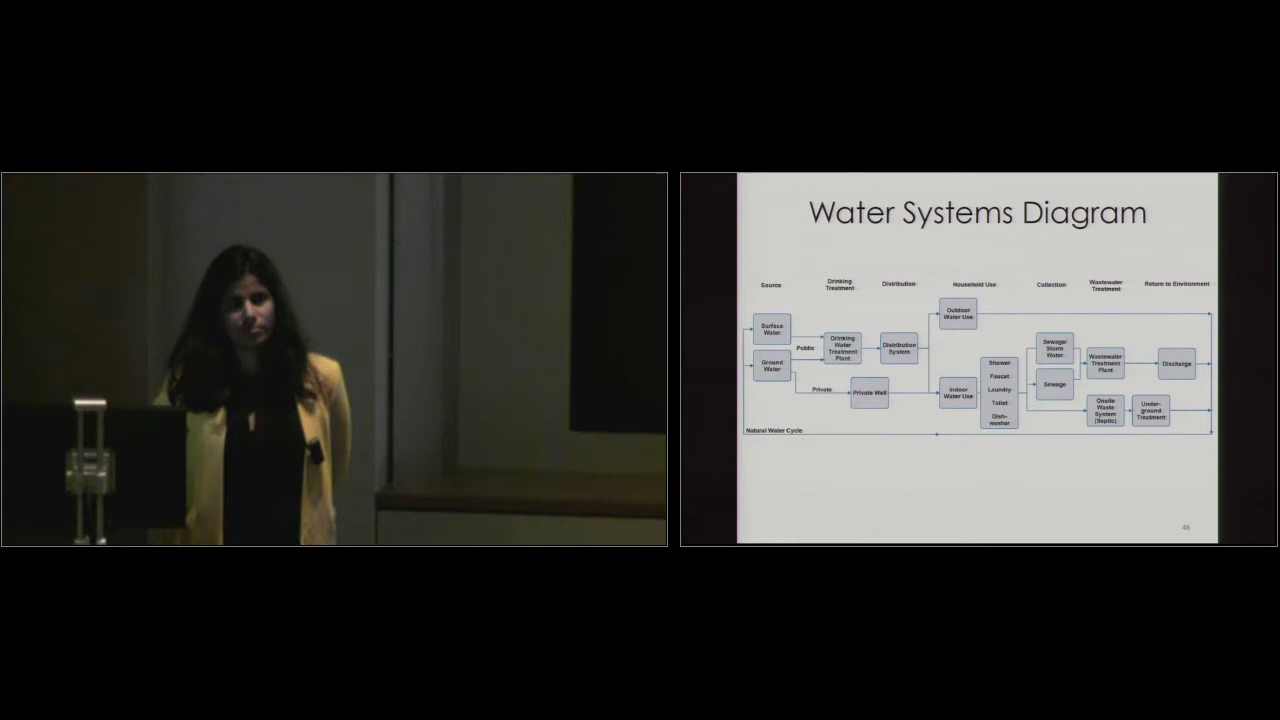 Water Systems Diagram
Source
Drinking
Treatment
Distribution
Household Use
Collection
Wastewater
Treatment
Return to Environment
Surface
Water
Ground
Water
Public
Private
Drinking
Water
Treatment
Plant
Private Well
Distribution
System
Outdoor
Water Use
Indoor
Water Use
Shower
Faucet
Laundry
Toilet
Dish-
washer
Sewage/
Storm
Water
Sewage
Wastewater
Treatment
Plant
Onsite
Waste
System
(Septic)
Under-
ground
Treatment
Discharge
Natural Water Cycle
46